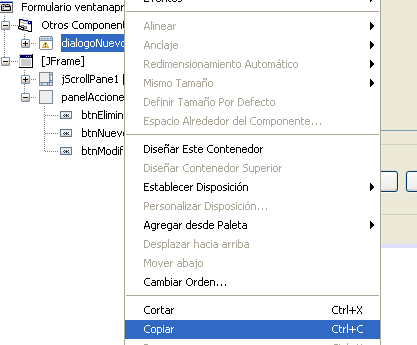 Formulario ventanapr
Otros Component
dialogoNuevo
[JFrame]
jScrollPane1 [
panelAccione
btnElimin
btnNuevo
btnModif
Alinear
Anclaje
Redimensionamiento Automático
Mismo Tamaño
Definir Tamaño Por Defecto
Espacio Alrededor del Componente...
Diseñar Este Contenedor
Diseñar Contenedor Superior
Establecer Disposición
Personalizar Disposición...
Agregar desde Paleta
Desplazar hacia arriba
Mover abajo
Cambiar Orden...
Cortar Ctrl+X
Copiar Ctrl+C